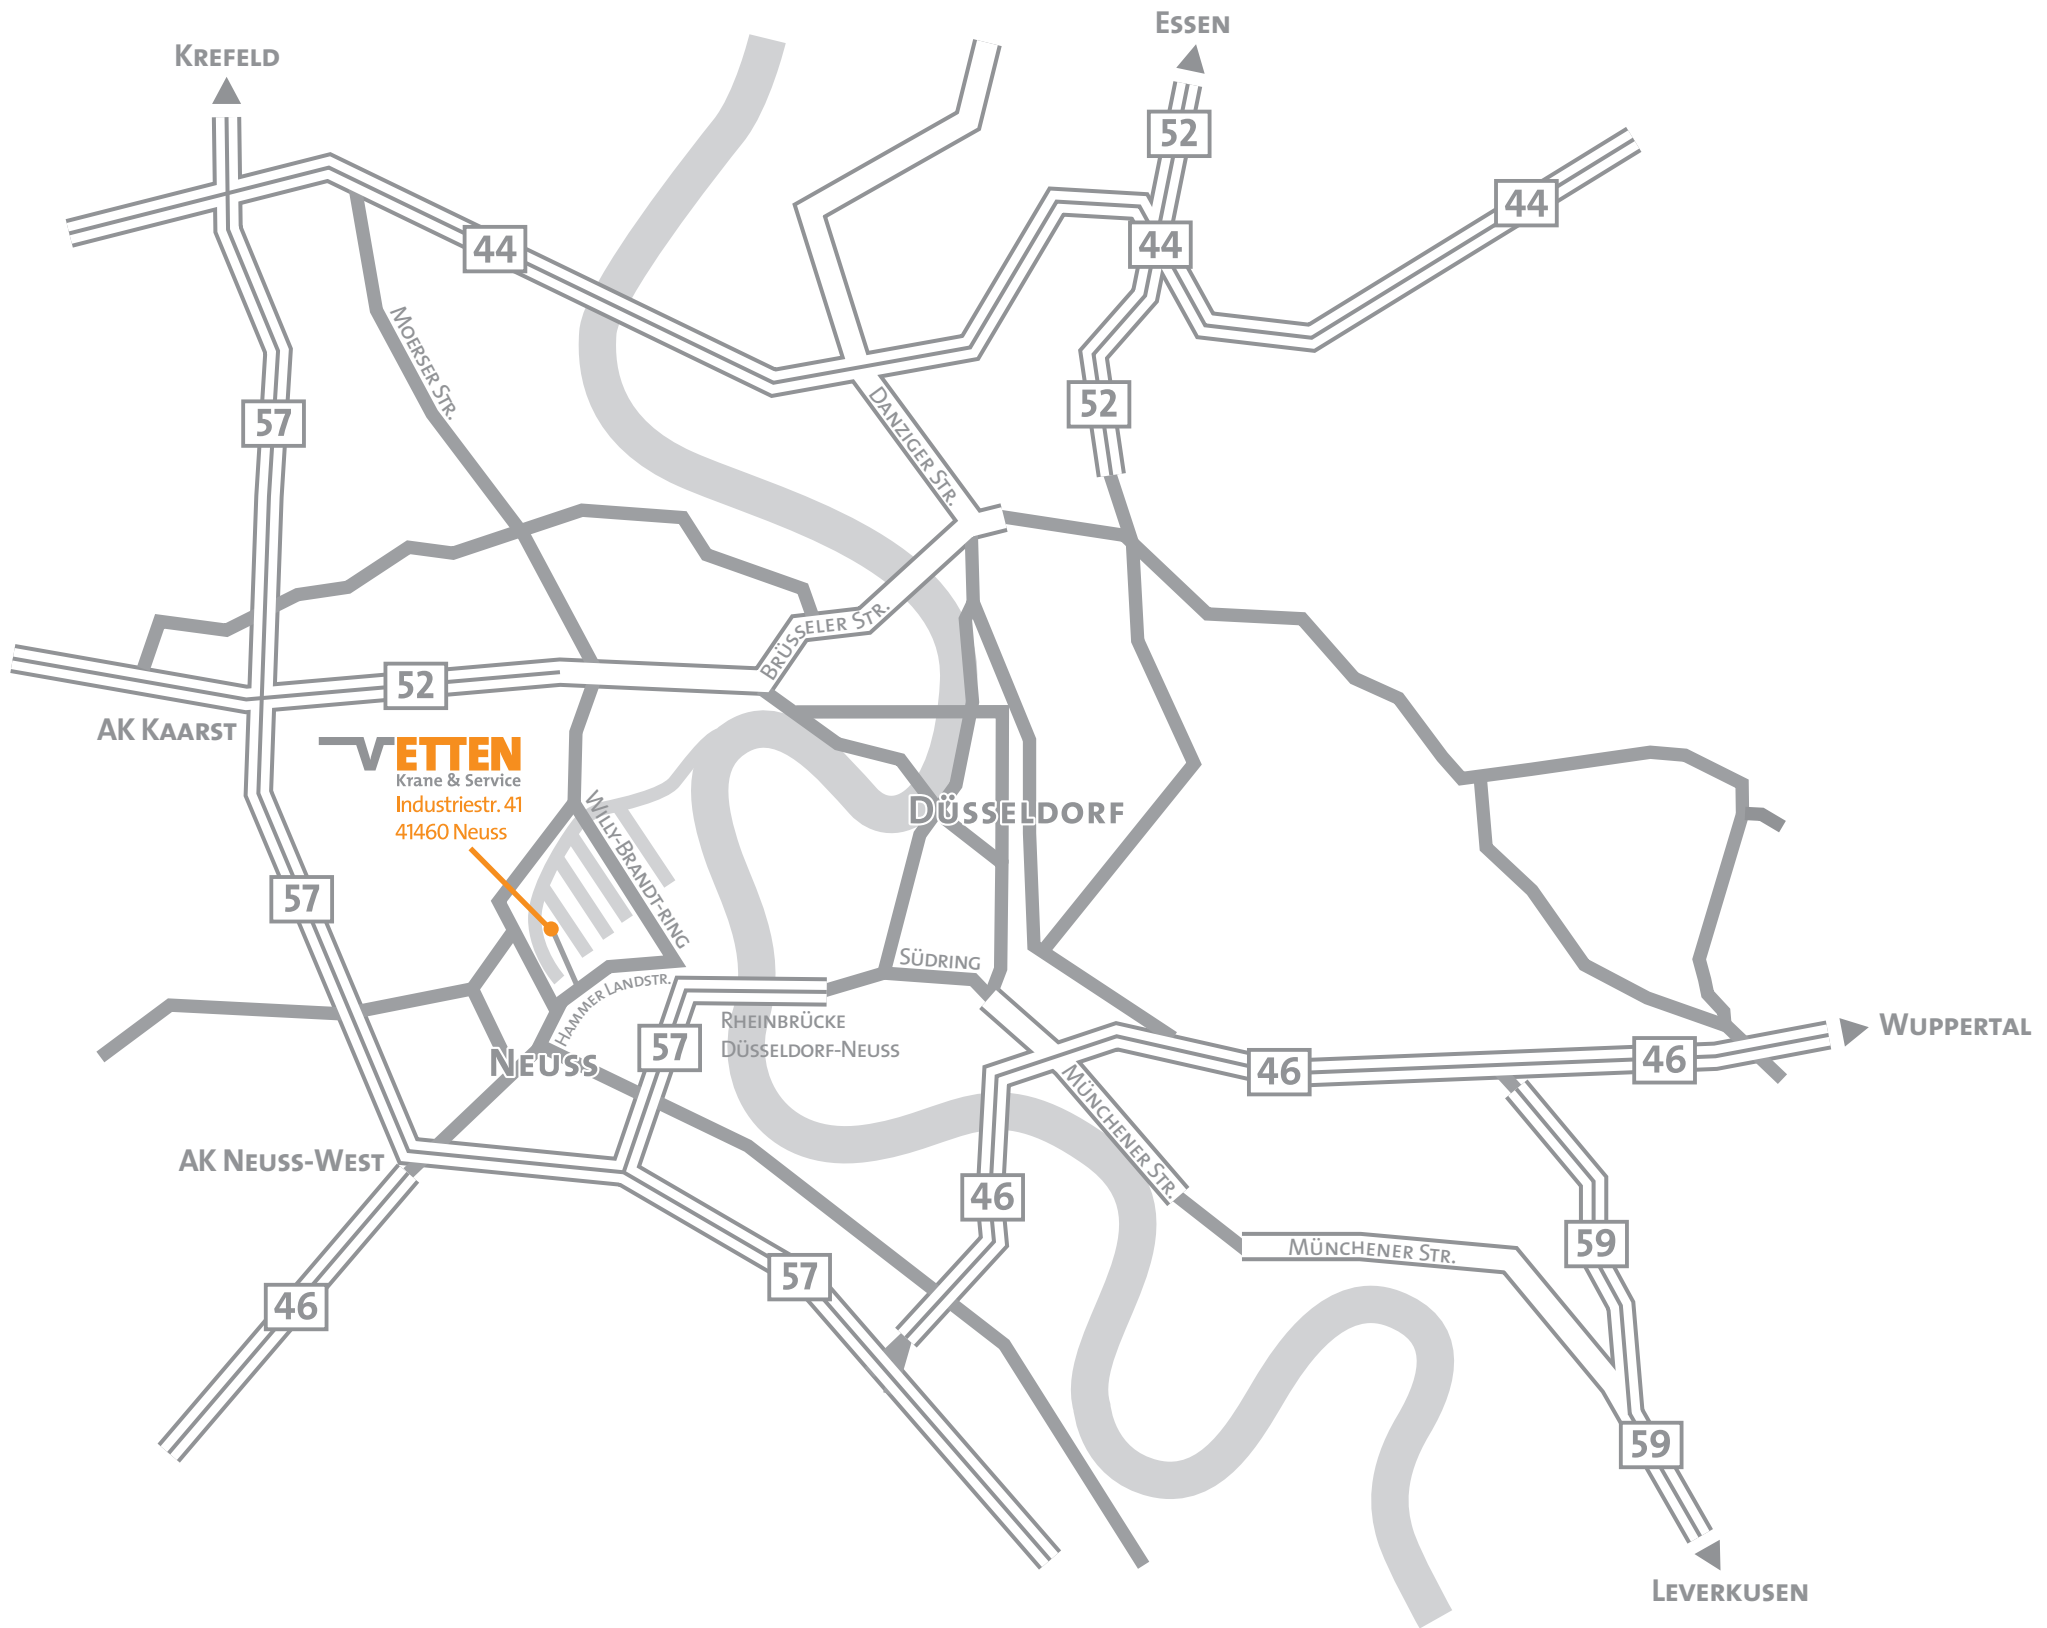 Essen
Krefeld
52
44
44
44
Moerser Str.
Danziger Str.
52
57
Brüsseler Str.
52
AK Kaarst
VETTEN
Krane & Service
Industriestr. 41
41460 Neuss
Willy-Brandt-ring
Düsseldorf
57
Südring
Hammer Landstr.
Rheinbrücke
Düsseldorf-Neuss
Wuppertal
57
Neuss
46
46
Münchener Str.
AK Neuss-West
46
59
Münchener Str.
57
46
59
Leverkusen